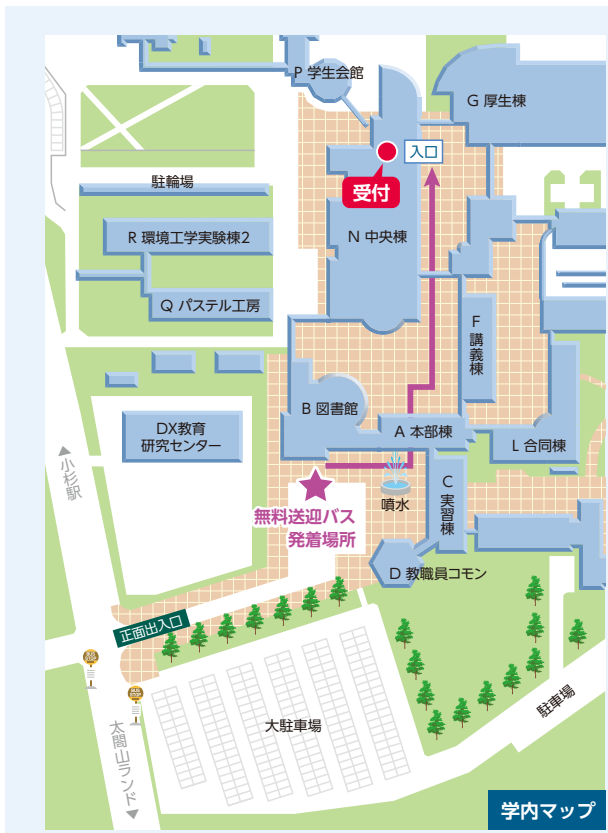 P 学生会館
G 厚生棟
入口
受付
駐輪場
R 環境工学実験棟2
N 中央棟
Q パステル工房
F 講義棟
B 図書館
A 本部棟
L 合同棟
DX教育
研究センター
▲小杉駅
C 実習棟
噴水
無料送迎バス
発着場所
D 教職員コモン
正面出入口
BUS STOP
BUS STOP
太閤山ランド▼
大駐車場
駐車場
学内マップ